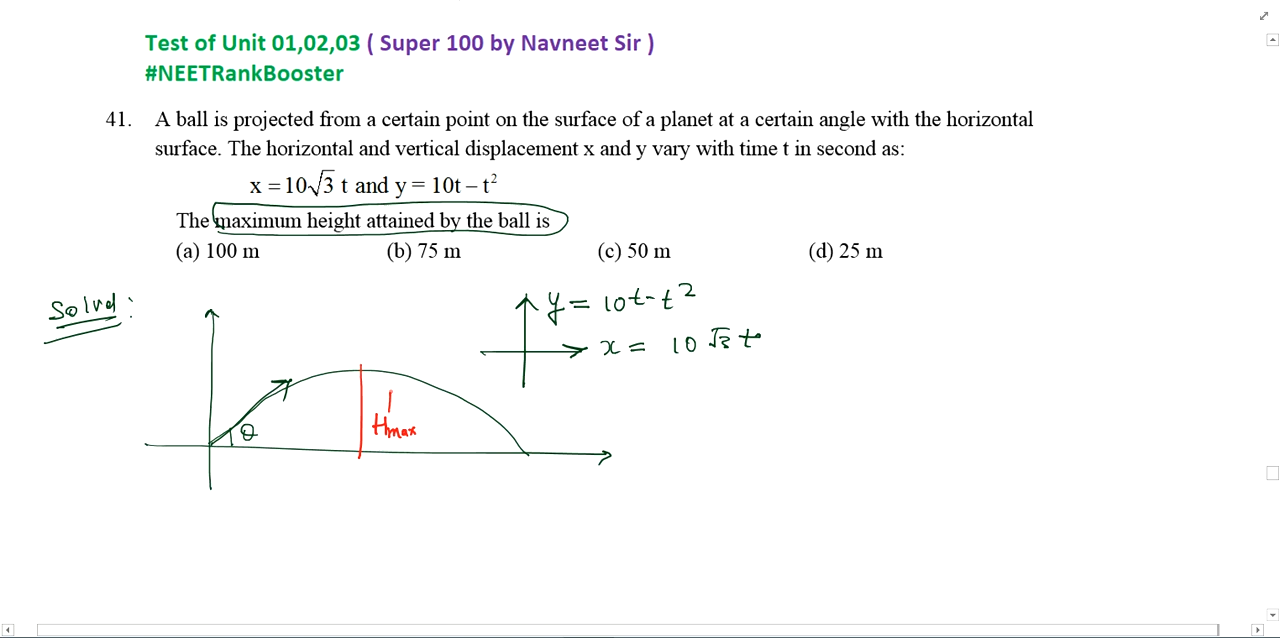 Test of Unit 01,02,03 ( Super 100 by Navneet Sir )
#NEETRankBooster
41. A ball is projected from a certain point on the surface of a planet at a certain angle with the horizontal
surface. The horizontal and vertical displacement x and y vary with time t in second as:
x = 10√3 t and y = 10t – t²
The maximum height attained by the ball is
(a) 100 m (b) 75 m (c) 50 m (d) 25 m
Solved:
y = 10t - t²
x = 10 √3 t
θ
Hmax